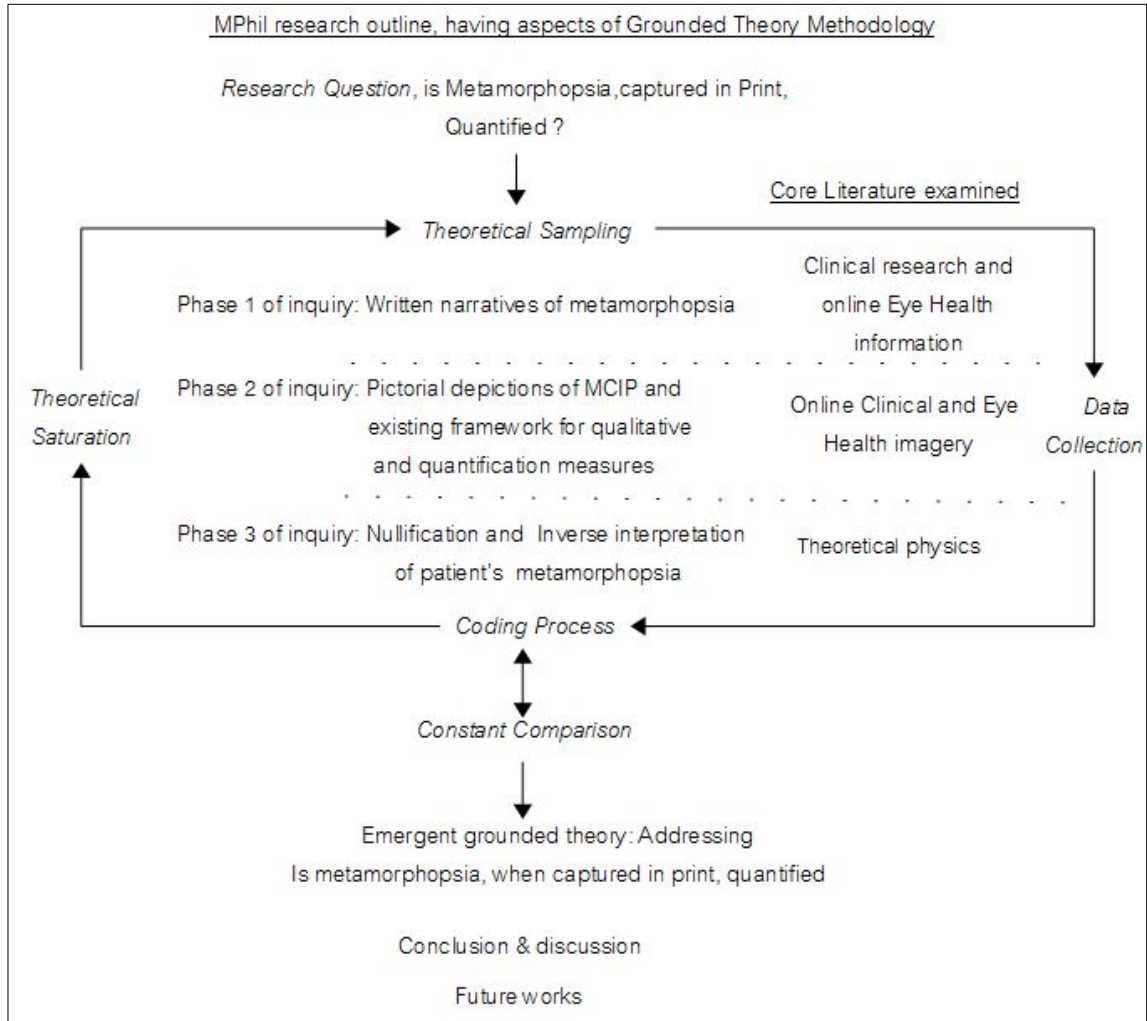 MPhil research outline, having aspects of Grounded Theory Methodology
Research Question, is Metamorphopsia,captured in Print,
Quantified ?
Core Literature examined
Theoretical Sampling
Phase 1 of inquiry: Written narratives of metamorphopsia
Clinical research and
online Eye Health
information
Phase 2 of inquiry: Pictorial depictions of MCIP and
existing framework for qualitative
and quantification measures
Online Clinical and Eye
Health imagery
Theoretical
Saturation
Data
Collection
Phase 3 of inquiry: Nullification and Inverse interpretation
of patient's metamorphopsia
Theoretical physics
Coding Process
Constant Comparison
Emergent grounded theory: Addressing
Is metamorphopsia, when captured in print, quantified
Conclusion & discussion
Future works